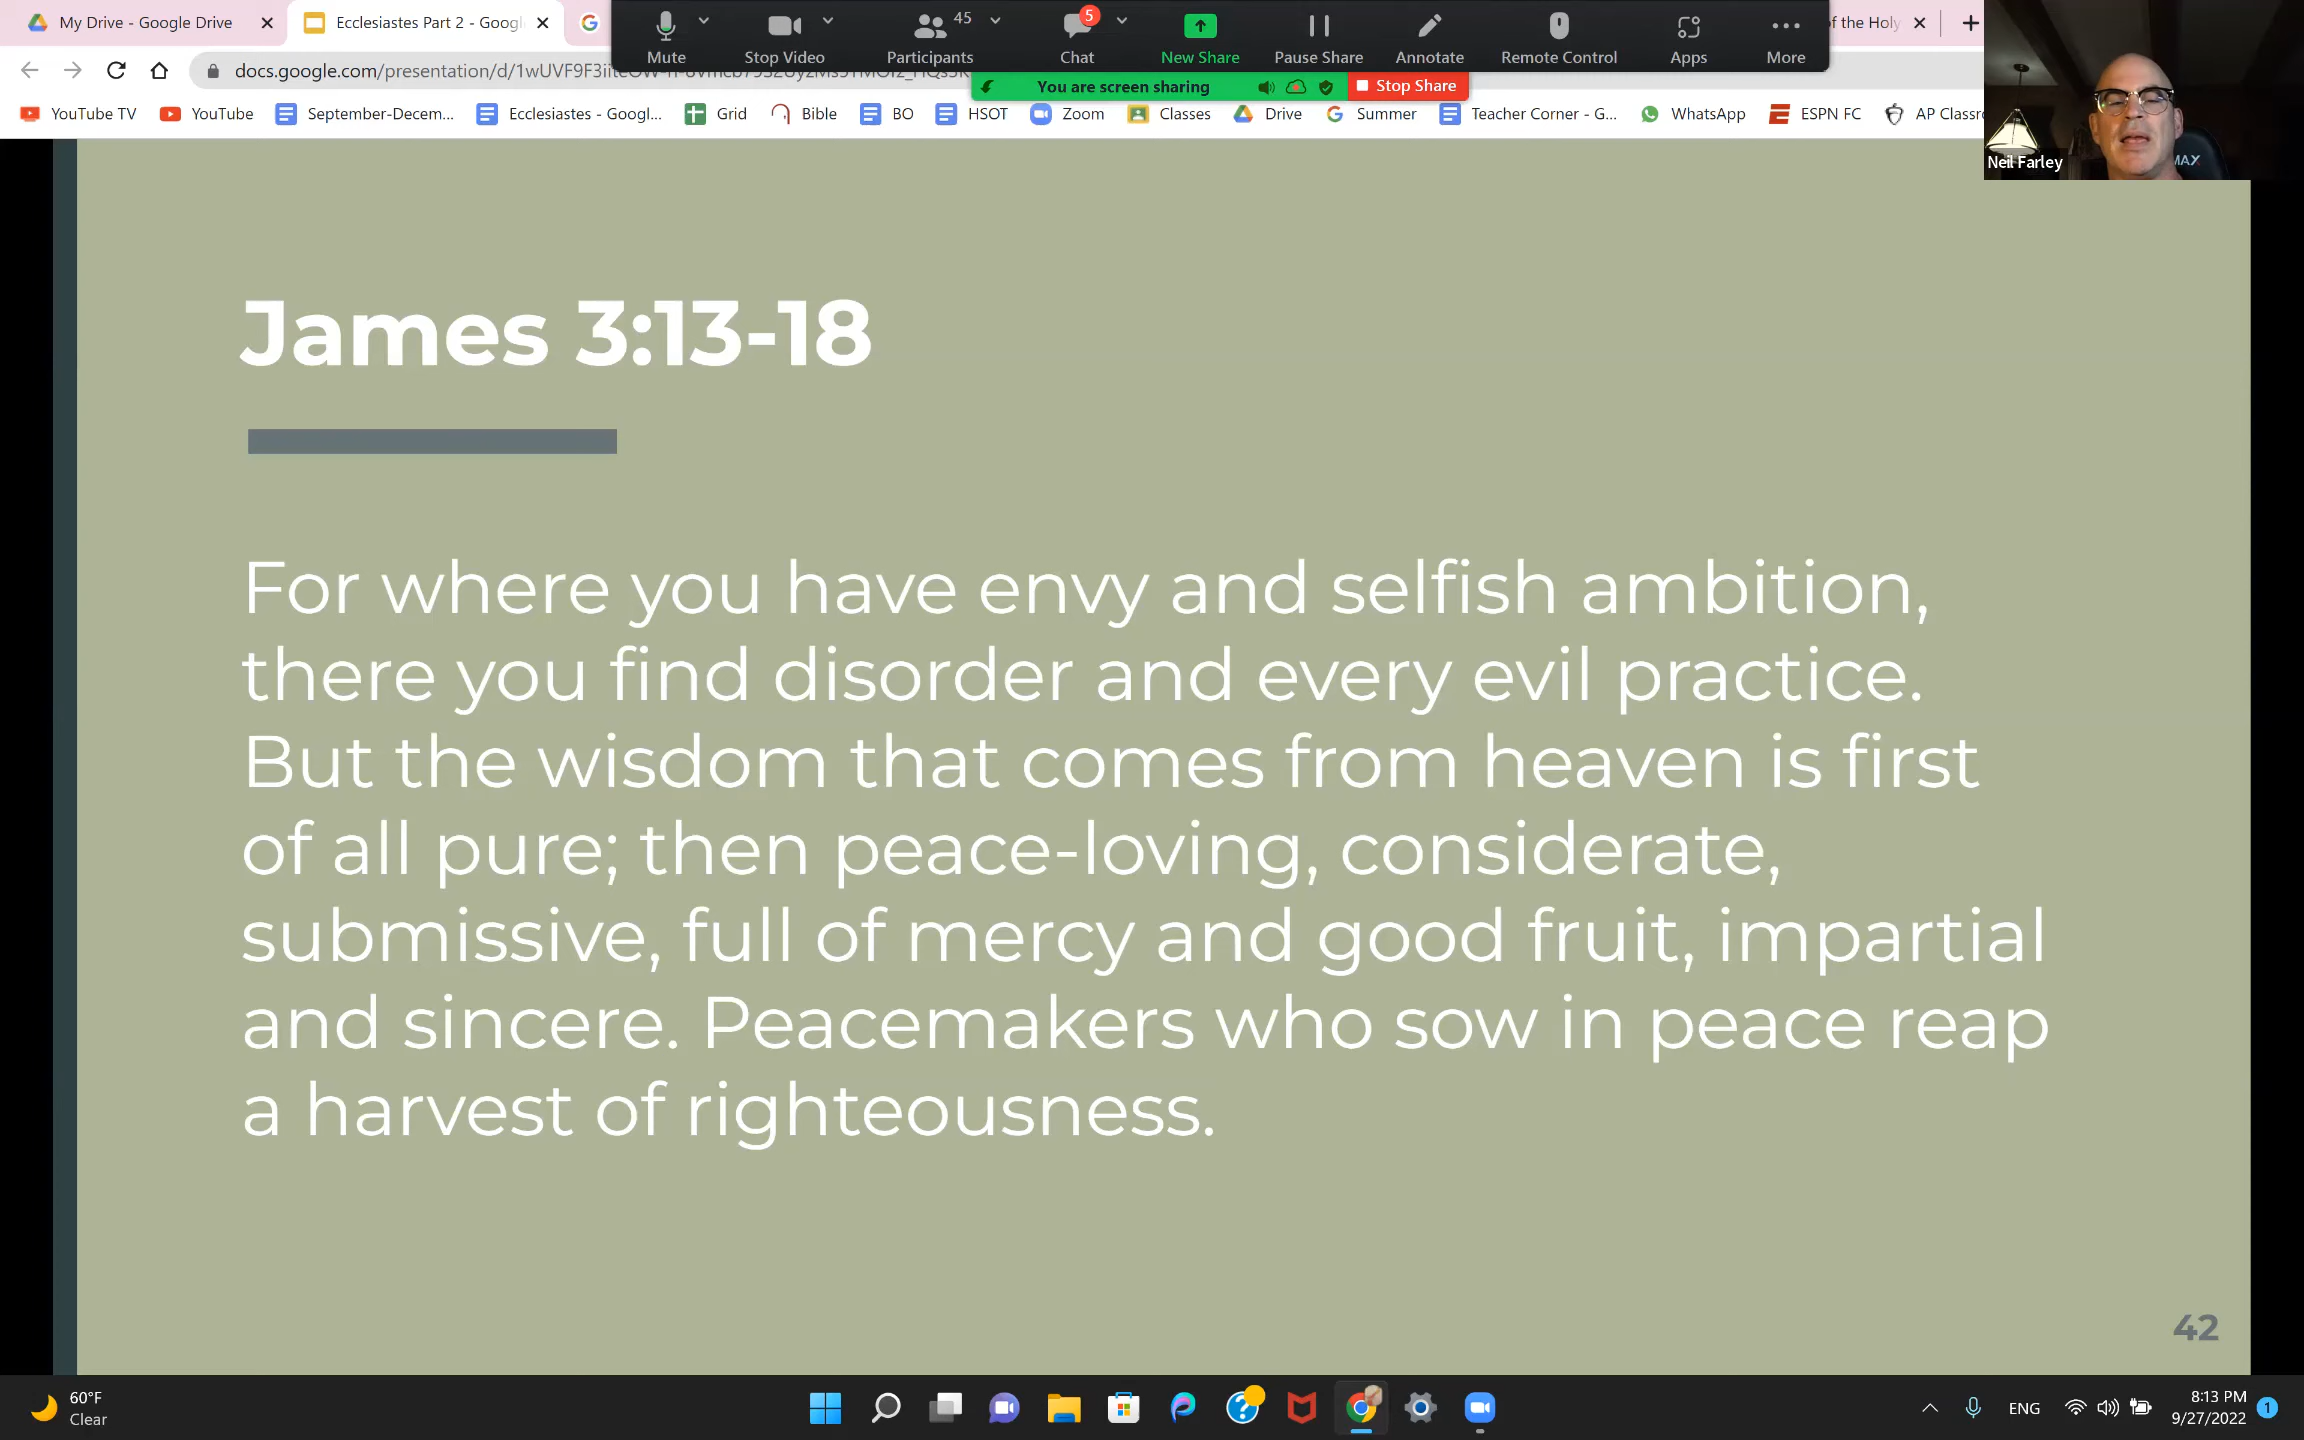 My Drive - Google Drive
Ecclesiastes Part 2 - Googl
of the Holy
Mute
Stop Video
Participants
45
Chat
5
New Share
Pause Share
Annotate
Remote Control
Apps
More
You are screen sharing
Stop Share
YouTube TV
YouTube
September-Decem...
Ecclesiastes - Googl...
Grid
Bible
BO
HSOT
Zoom
Classes
Drive
Summer
Teacher Corner - G...
WhatsApp
ESPN FC
AP Classr
MAX
Neil Farley
James 3:13-18
For where you have envy and selfish ambition,
there you find disorder and every evil practice.
But the wisdom that comes from heaven is first
of all pure; then peace-loving, considerate,
submissive, full of mercy and good fruit, impartial
and sincere. Peacemakers who sow in peace reap
a harvest of righteousness.
42
60°F
Clear
ENG
8:13 PM
9/27/2022
1